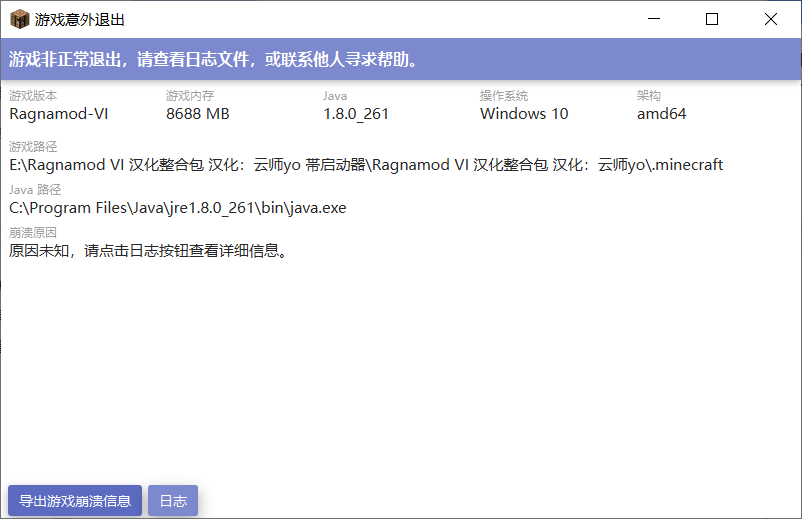 游戏意外退出
游戏非正常退出，请查看日志文件，或联系他人寻求帮助。
游戏版本 游戏内存 Java 操作系统 架构
Ragnamod-VI 8688 MB 1.8.0_261 Windows 10 amd64
游戏路径
E:\Ragnamod VI 汉化整合包 汉化：云师yo 带启动器\Ragnamod VI 汉化整合包 汉化：云师yo\.minecraft
Java 路径
C:\Program Files\Java\jre1.8.0_261\bin\java.exe
崩溃原因
原因未知，请点击日志按钮查看详细信息。
导出游戏崩溃信息 日志